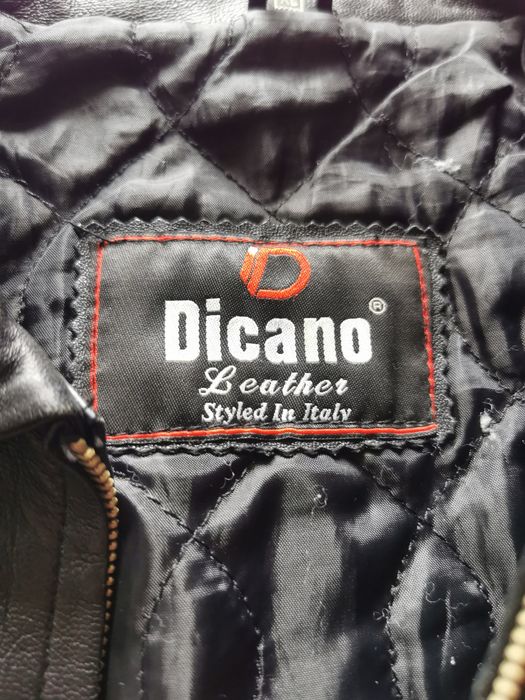 D
Dicano®
Leather
Styled In Italy